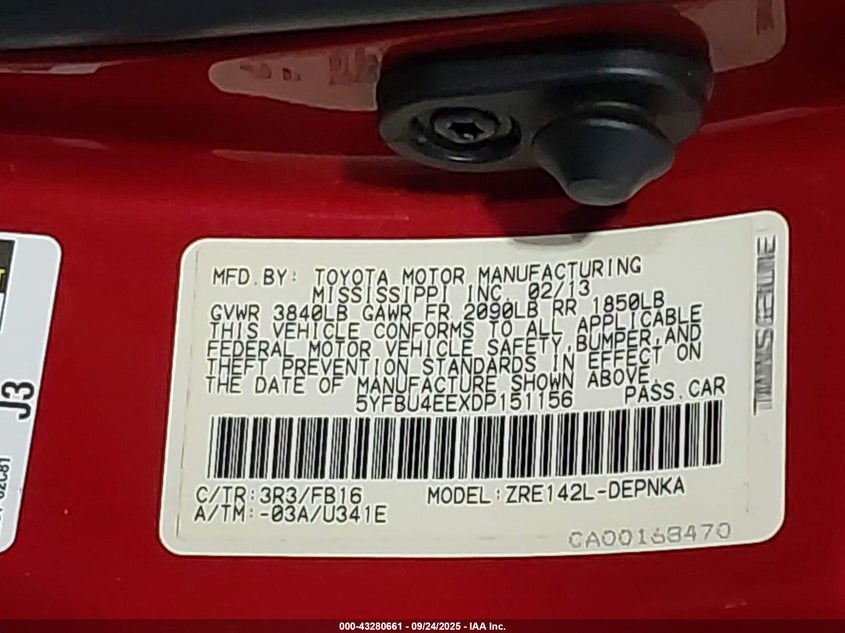 MFD.BY: TOYOTA MOTOR MANUFACTURING
MISSISSIPPI INC. 02/13
GVWR 3840LB GAWR FR 2090LB RR 1850LB
THIS VEHICLE CONFORMS TO ALL APPLICABLE
FEDERAL MOTOR VEHICLE SAFETY,BUMPER,AND
THEFT PREVENTION STANDARDS IN EFFECT ON
THE DATE OF MANUFACTURE SHOWN ABOVE.
5YFBU4EEXDP151156 PASS.CAR
C/TR:3R3/FB16 MODEL:ZRE142L-DEPNKA
A/TM:-03A/U341E
CA00168470
J3
000-43280661 - 09/24/2025 - IAA Inc.